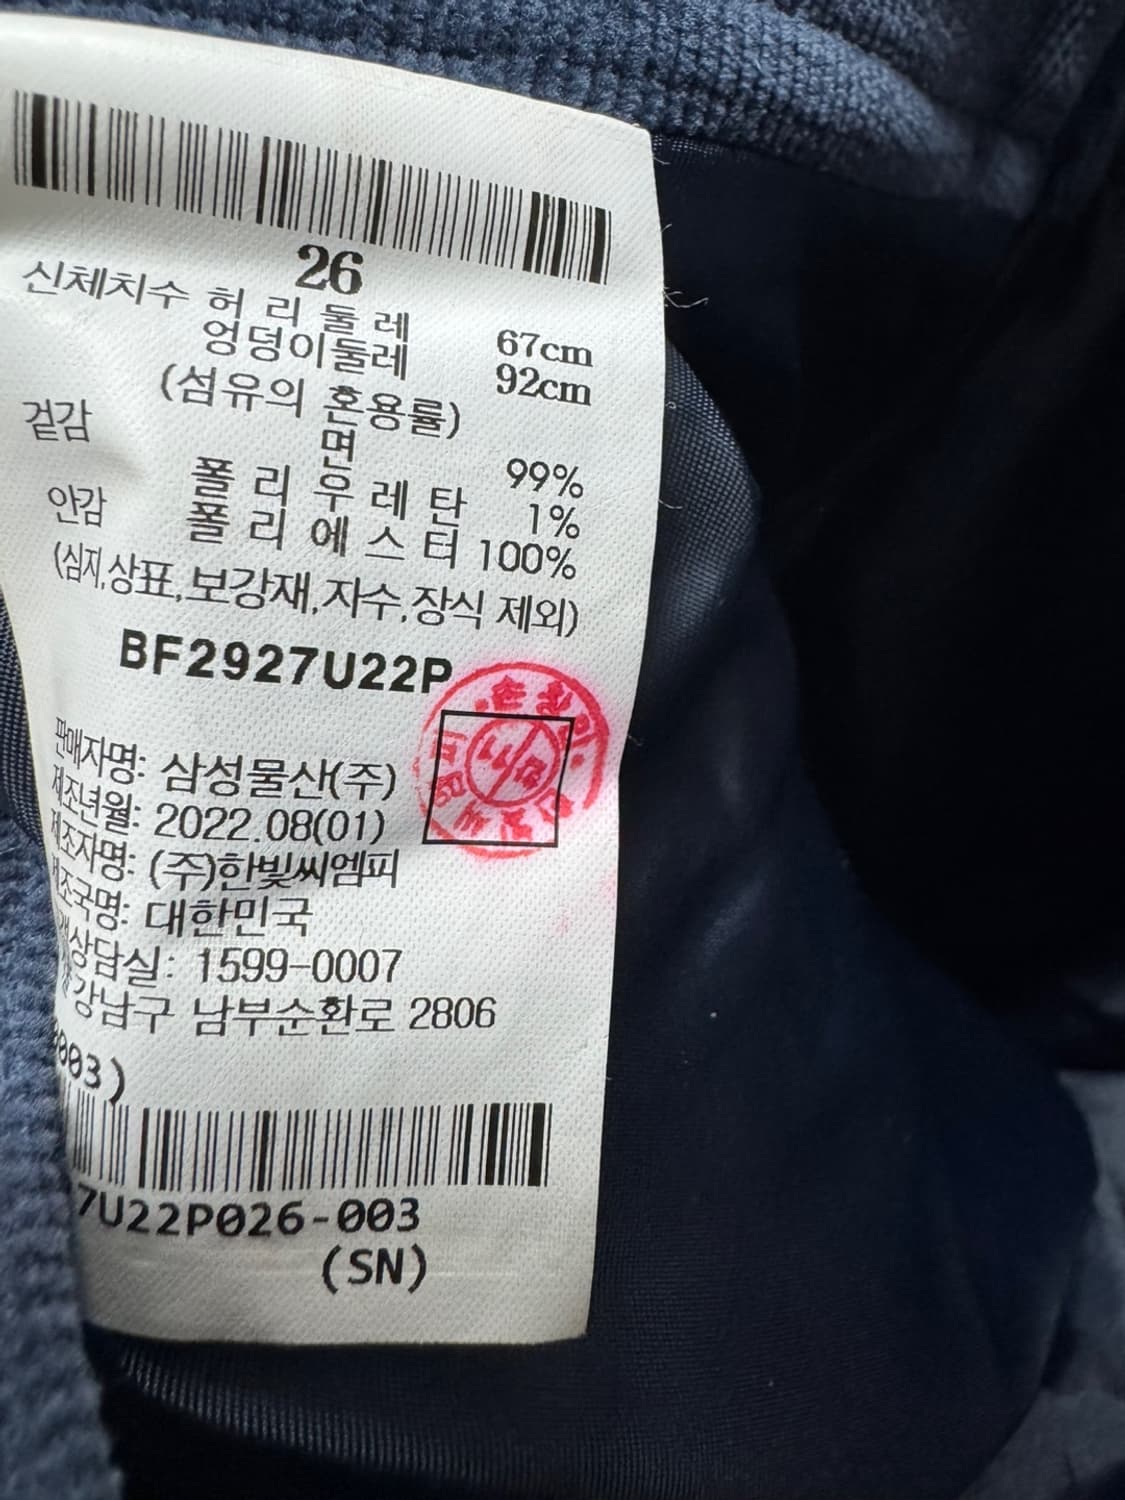 26
신체치수 허 리 둘 레 67cm
엉덩이둘레 92cm
(섬유의 혼용률)
겉감 면 99%
폴 리 우 레 탄 1%
안감 폴 리 에 스 터 100%
(심지,상표,보강재,자수,장식 제외)
BF2927U22P
판매자명: 삼성물산(주)
제조년월: 2022.08(01)
제조자명: (주)한빛씨엠피
제조국명: 대한민국
상담실: 1599-0007
강남구 남부순환로 2806
003)
7U22P026-003
(SN)